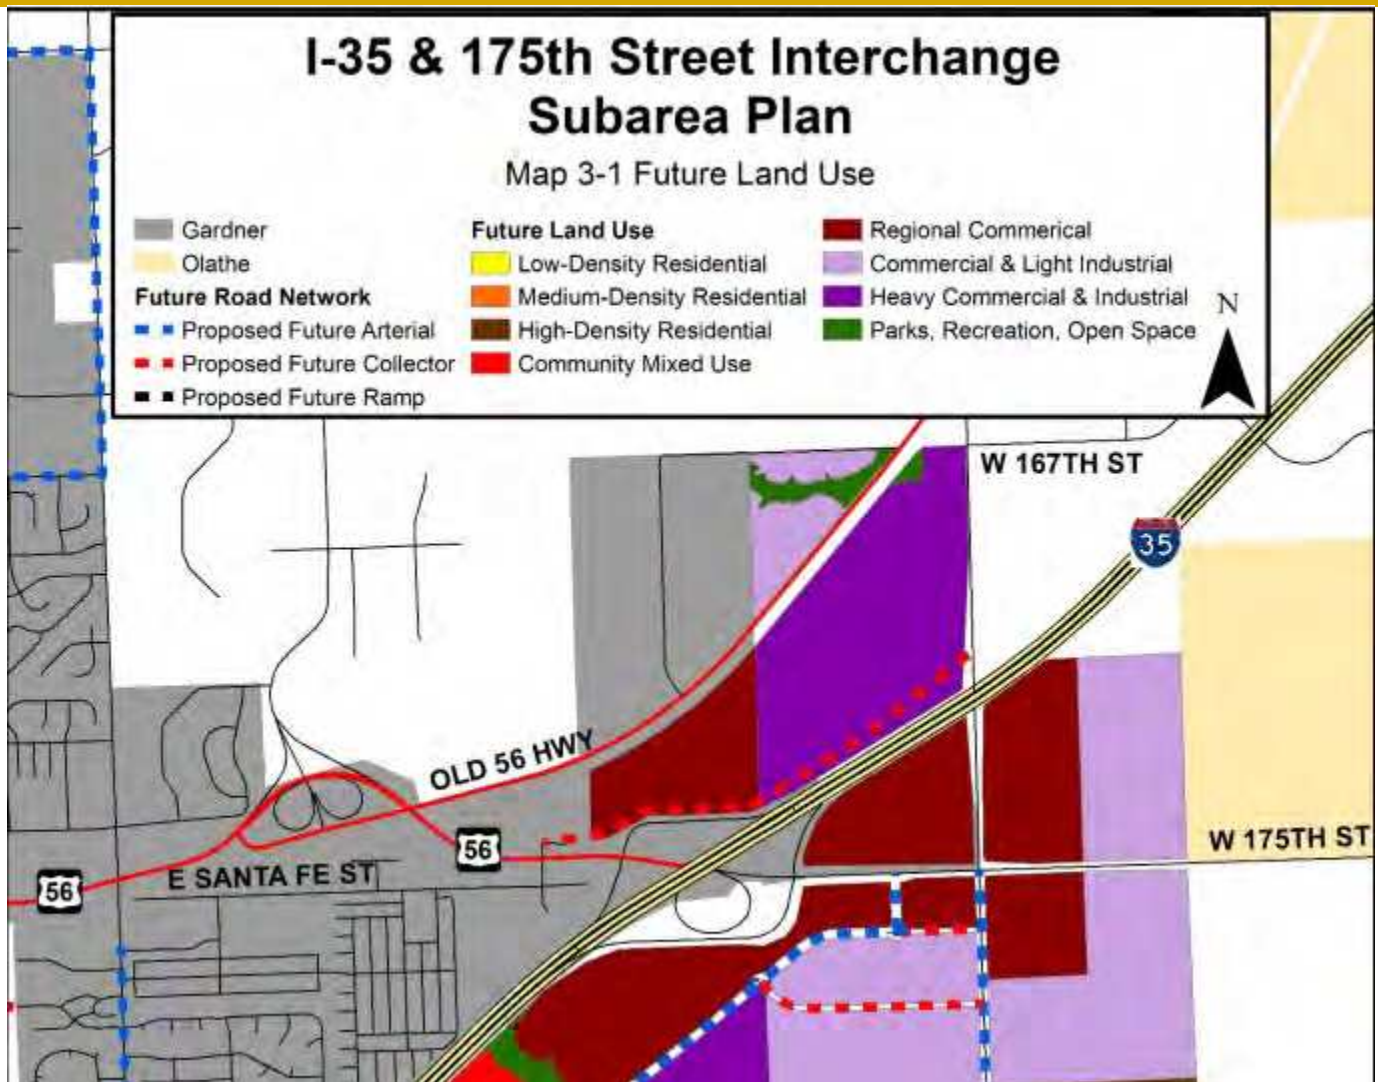 I-35 & 175th Street Interchange
Subarea Plan
Map 3-1 Future Land Use
Gardner
Olathe
Future Road Network
Proposed Future Arterial
Proposed Future Collector
Proposed Future Ramp
Future Land Use
Low-Density Residential
Medium-Density Residential
High-Density Residential
Community Mixed Use
Regional Commerical
Commercial & Light Industrial
Heavy Commercial & Industrial
Parks, Recreation, Open Space
N
W 167TH ST
35
OLD 56 HWY
W 175TH ST
56
E SANTA FE ST
56